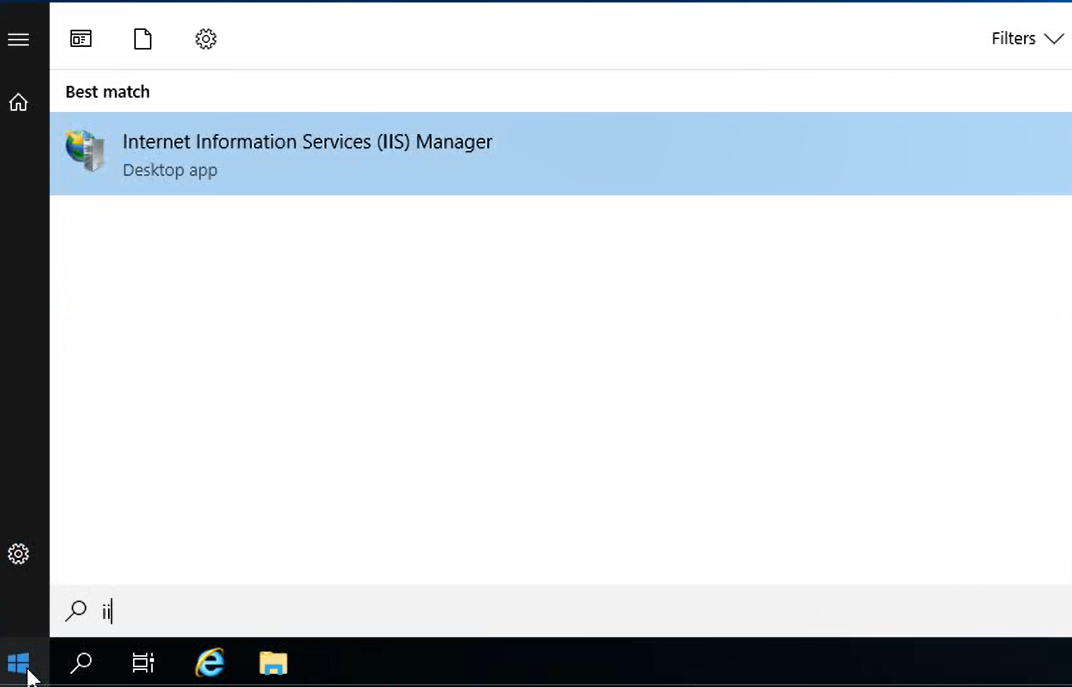 Filters
Best match
Internet Information Services (IIS) Manager
Desktop app
ii